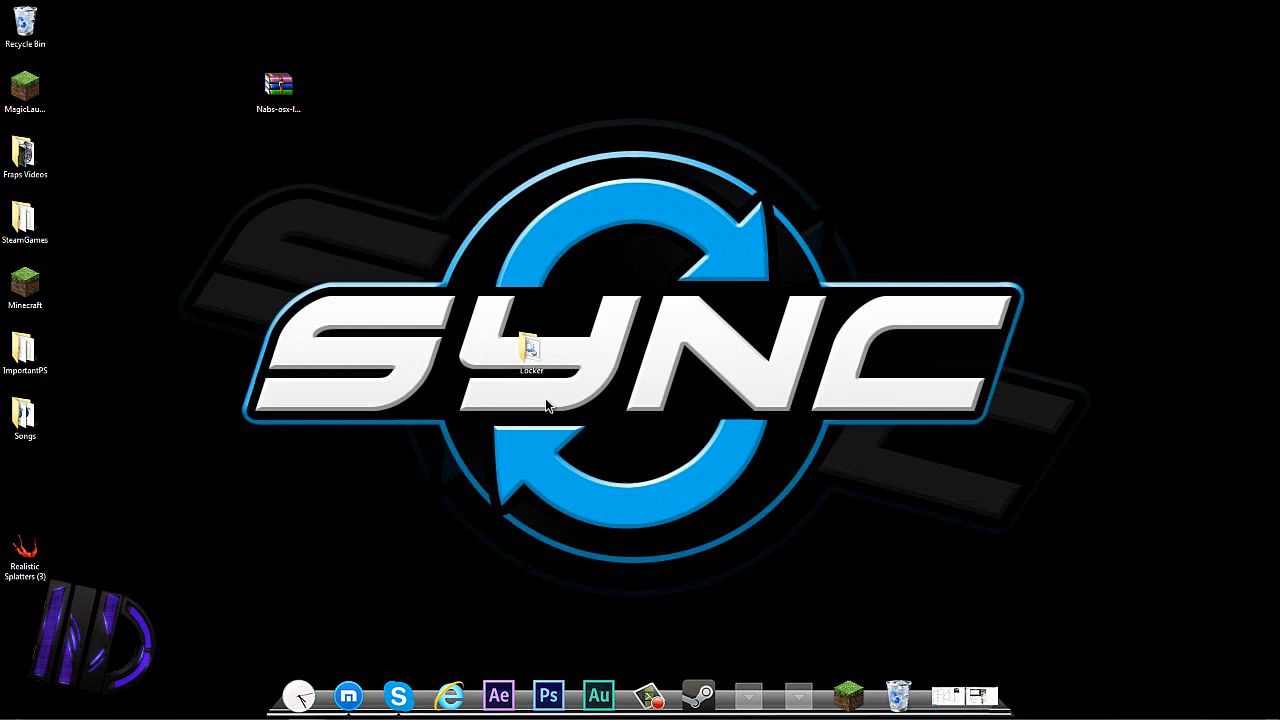 Recycle Bin
MagicLau...
Nabs-osx-l...
Fraps Videos
SteamGames
Minecraft
SYNC
Locker
ImportantPS
Songs
Realistic
Splatters (3)
Ae
Ps
Au